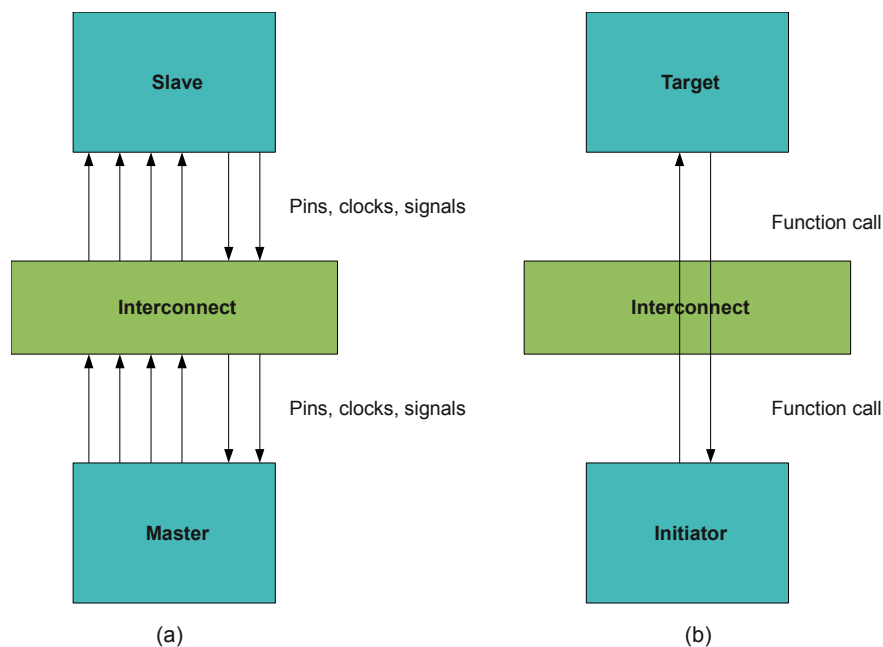 Slave
Pins, clocks, signals
Interconnect
Pins, clocks, signals
Master
(a)
Target
Function call
Interconnect
Function call
Initiator
(b)